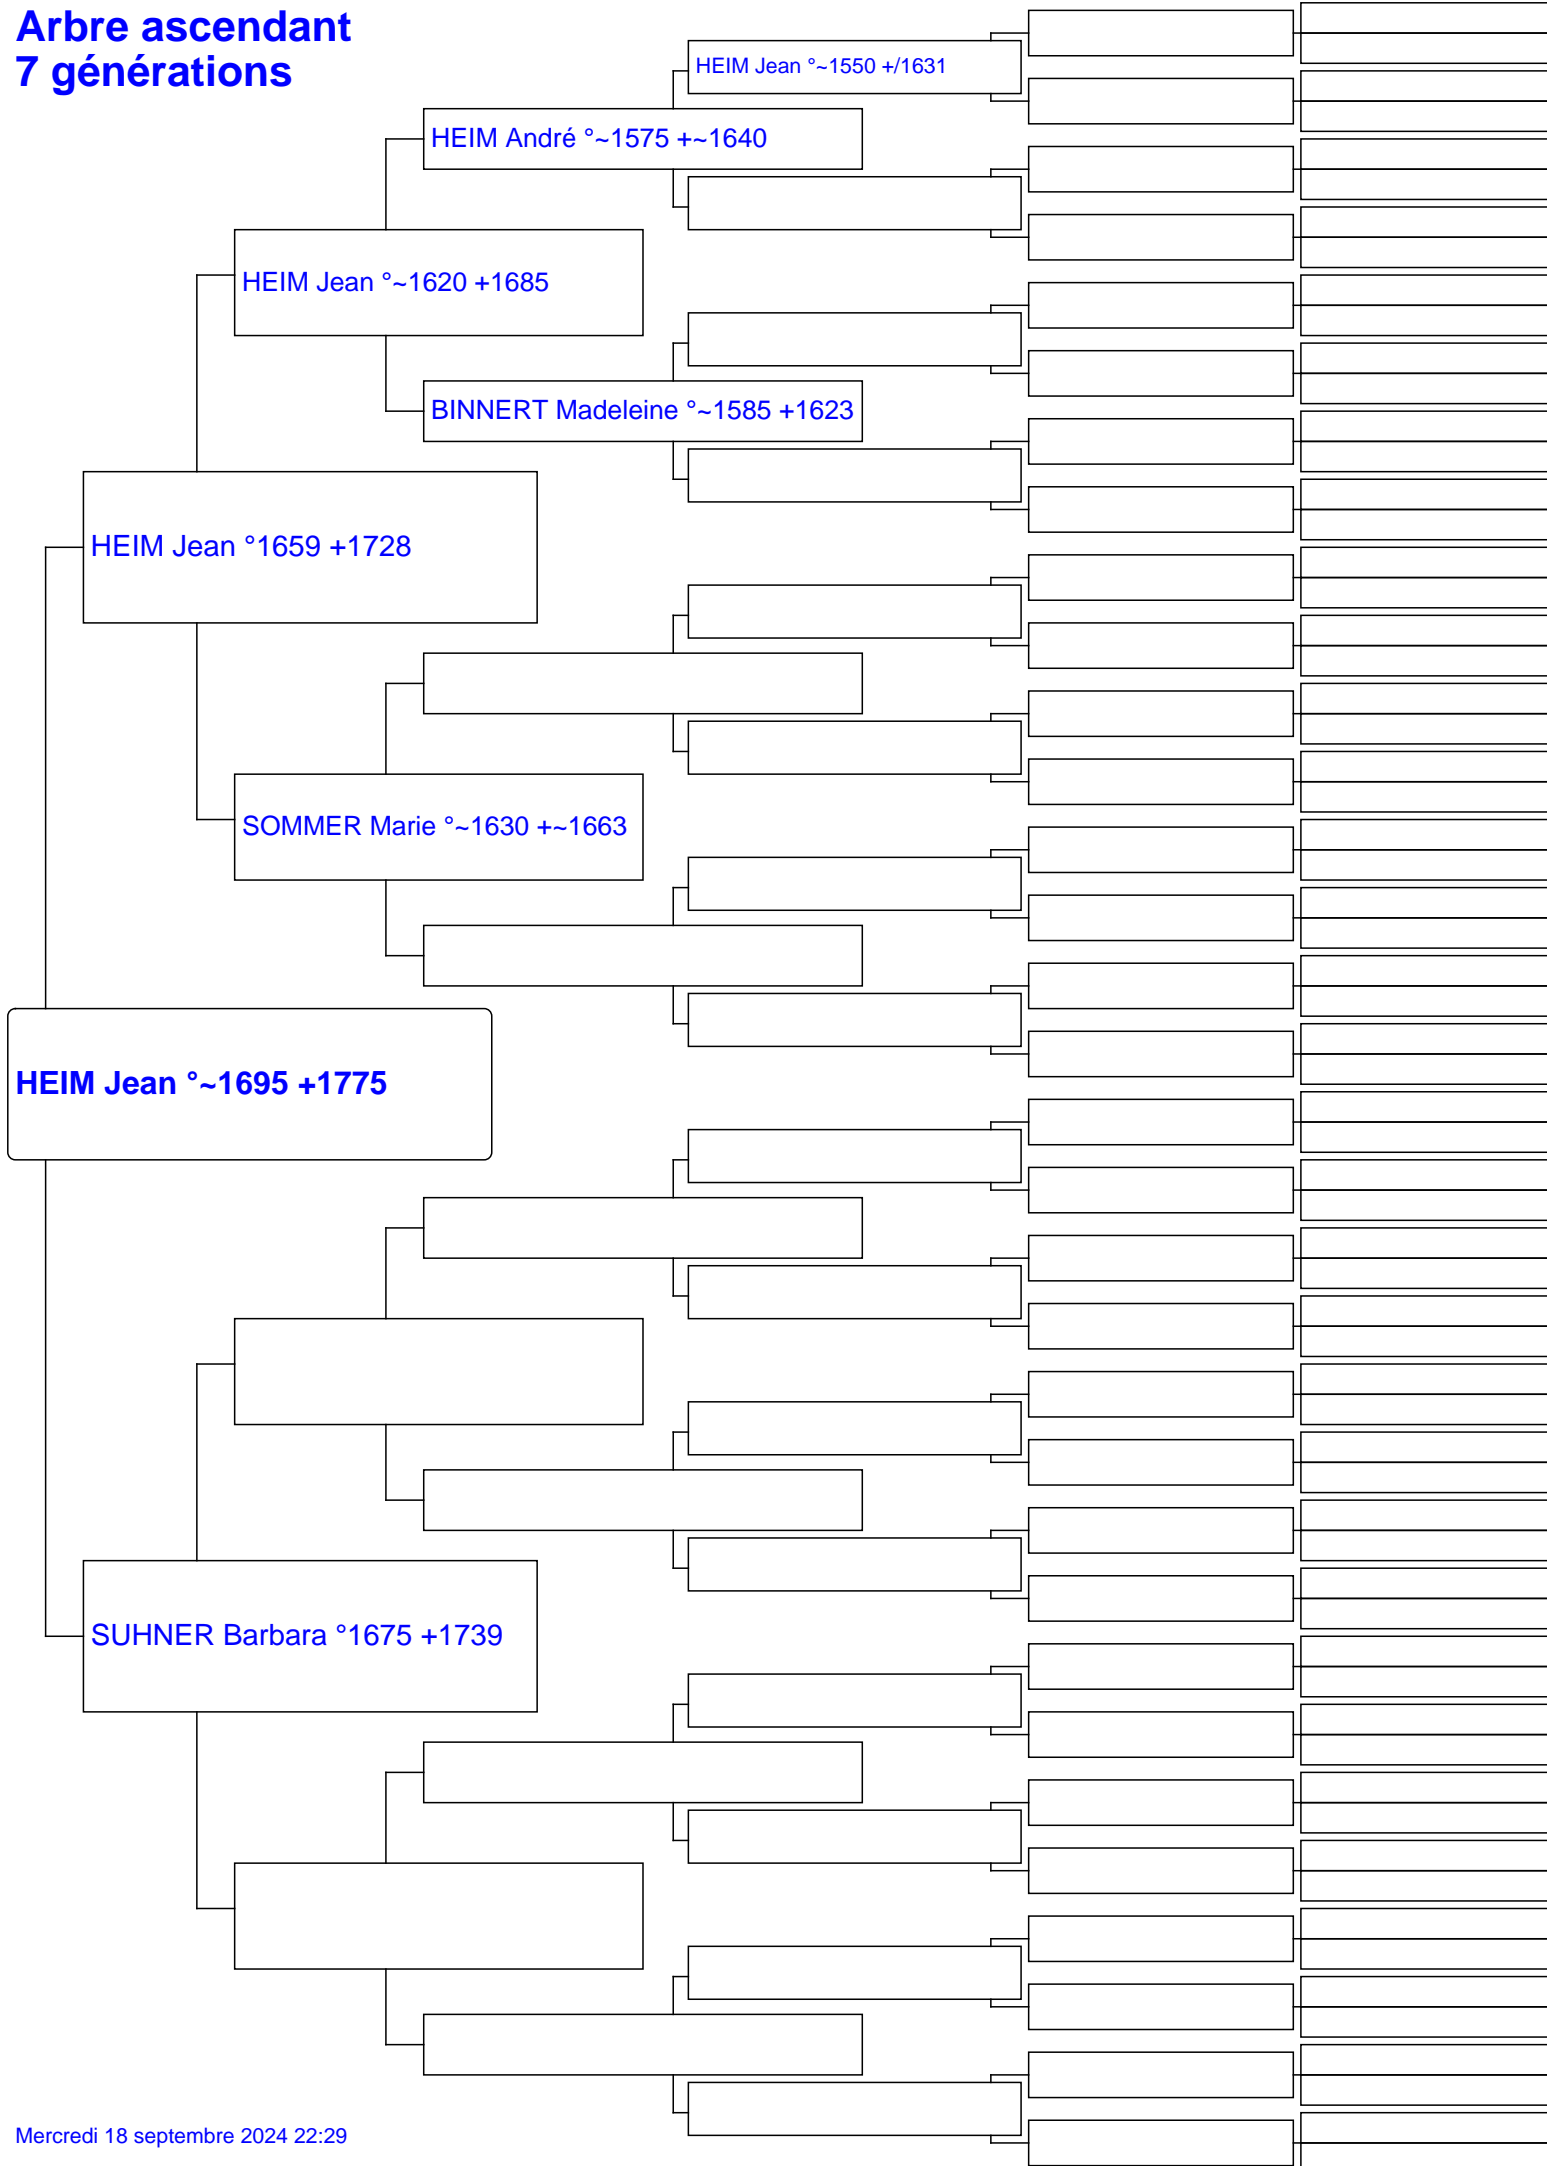 Arbre ascendant
7 générations
HEIM Jean °~1550 +/1631
HEIM André °~1575 +~1640
HEIM Jean °~1620 +1685
BINNERT Madeleine °~1585 +1623
HEIM Jean °1659 +1728
SOMMER Marie °~1630 +~1663
HEIM Jean °~1695 +1775
SUHNER Barbara °1675 +1739
Mercredi 18 septembre 2024 22:29